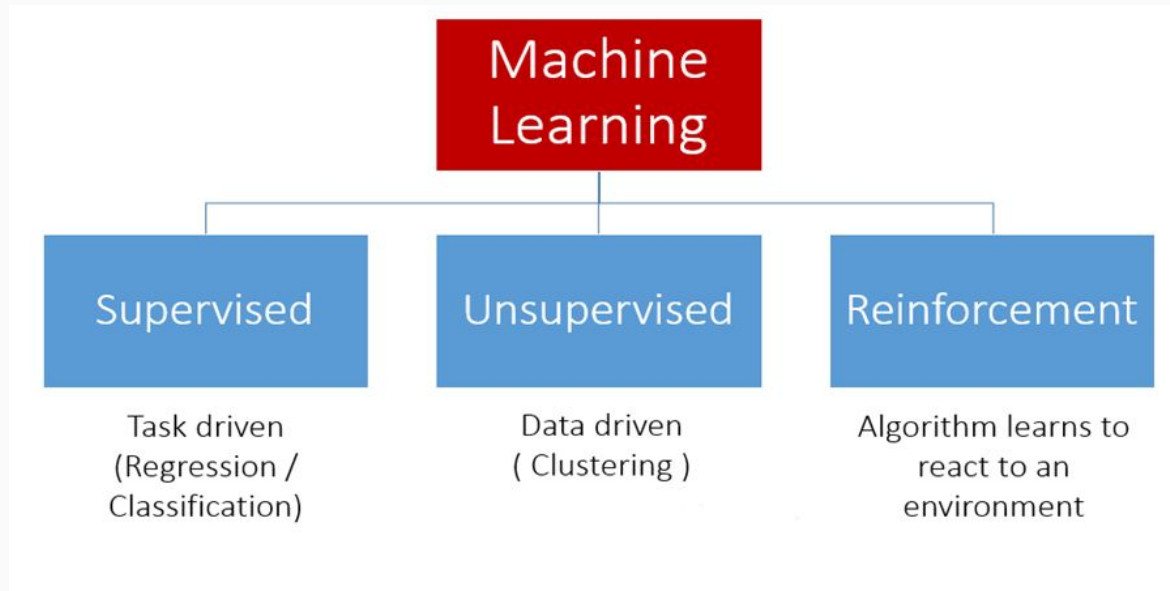 Machine
Learning
Supervised
Unsupervised
Reinforcement
Task driven
(Regression /
Classification)
Data driven
( Clustering )
Algorithm learns to
react to an
environment